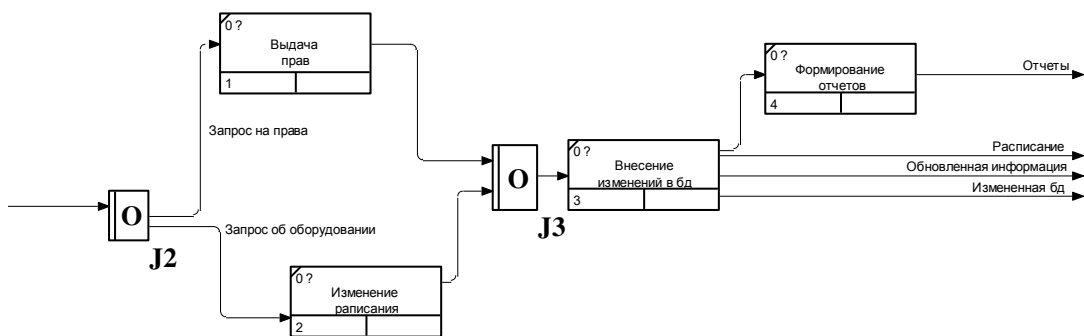 0 ?
Выдача
прав
1
0 ?
Формирование
отчетов
4
Отчеты
Запрос на права
O
J2
Запрос об оборудовании
O
J3
0 ?
Внесение
изменений в бд
3
Расписание
Обновленная информация
Измененная бд
0 ?
Изменение
раписания
2